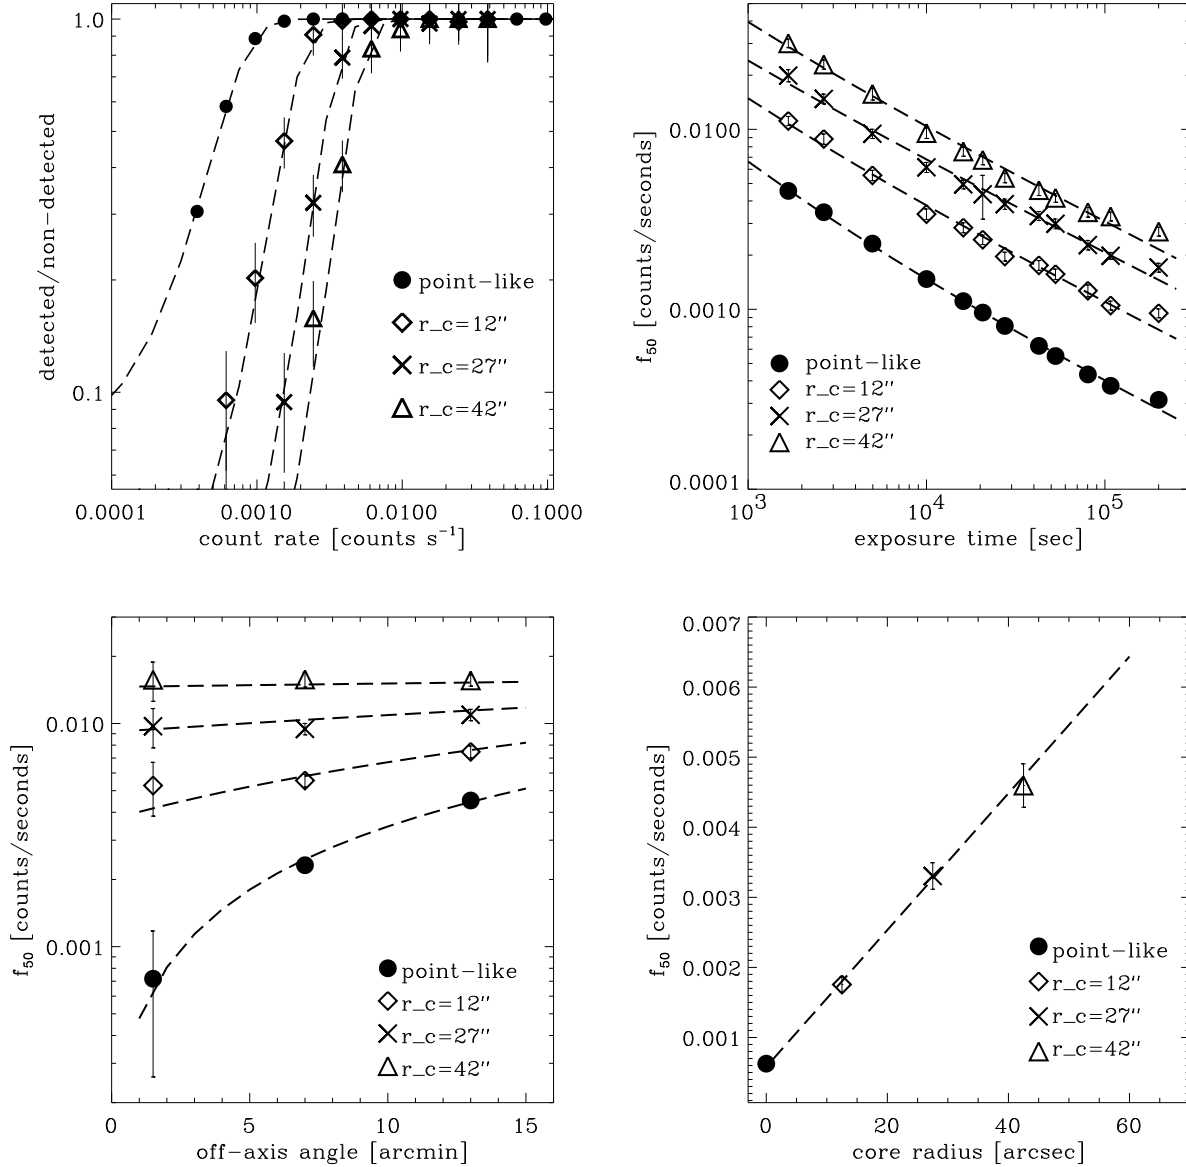 1.0
0.1
detected/non-detected
point-like
r_c=12"
r_c=27"
r_c=42"
0.0001 0.0010 0.0100 0.1000
count rate [counts s⁻¹]
0.0100
0.0010
0.0001
f₅₀ [counts/seconds]
point-like
r_c=12"
r_c=27"
r_c=42"
10³ 10⁴ 10⁵
exposure time [sec]
0.010
0.001
f₅₀ [counts/seconds]
point-like
r_c=12"
r_c=27"
r_c=42"
0 5 10 15
off-axis angle [arcmin]
0.007
0.006
0.005
0.004
0.003
0.002
0.001
f₅₀ [counts/seconds]
point-like
r_c=12"
r_c=27"
r_c=42"
0 20 40 60
core radius [arcsec]